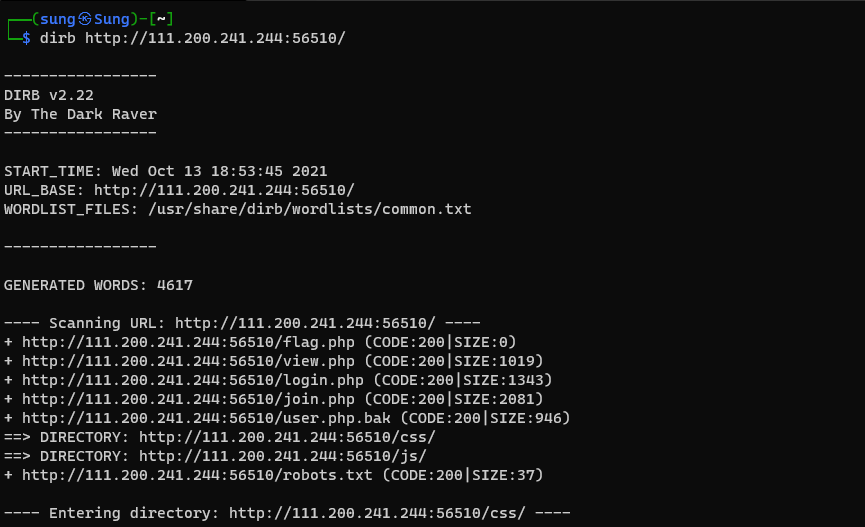 ┌──(sung㉿Sung)-[~]
└─$ dirb http://111.200.241.244:56510/
-----------------
DIRB v2.22
By The Dark Raver
-----------------
START_TIME: Wed Oct 13 18:53:45 2021
URL_BASE: http://111.200.241.244:56510/
WORDLIST_FILES: /usr/share/dirb/wordlists/common.txt
-----------------
GENERATED WORDS: 4617
---- Scanning URL: http://111.200.241.244:56510/ ----
+ http://111.200.241.244:56510/flag.php (CODE:200|SIZE:0)
+ http://111.200.241.244:56510/view.php (CODE:200|SIZE:1019)
+ http://111.200.241.244:56510/login.php (CODE:200|SIZE:1343)
+ http://111.200.241.244:56510/join.php (CODE:200|SIZE:2081)
+ http://111.200.241.244:56510/user.php.bak (CODE:200|SIZE:946)
==> DIRECTORY: http://111.200.241.244:56510/css/
==> DIRECTORY: http://111.200.241.244:56510/js/
+ http://111.200.241.244:56510/robots.txt (CODE:200|SIZE:37)
---- Entering directory: http://111.200.241.244:56510/css/ ----